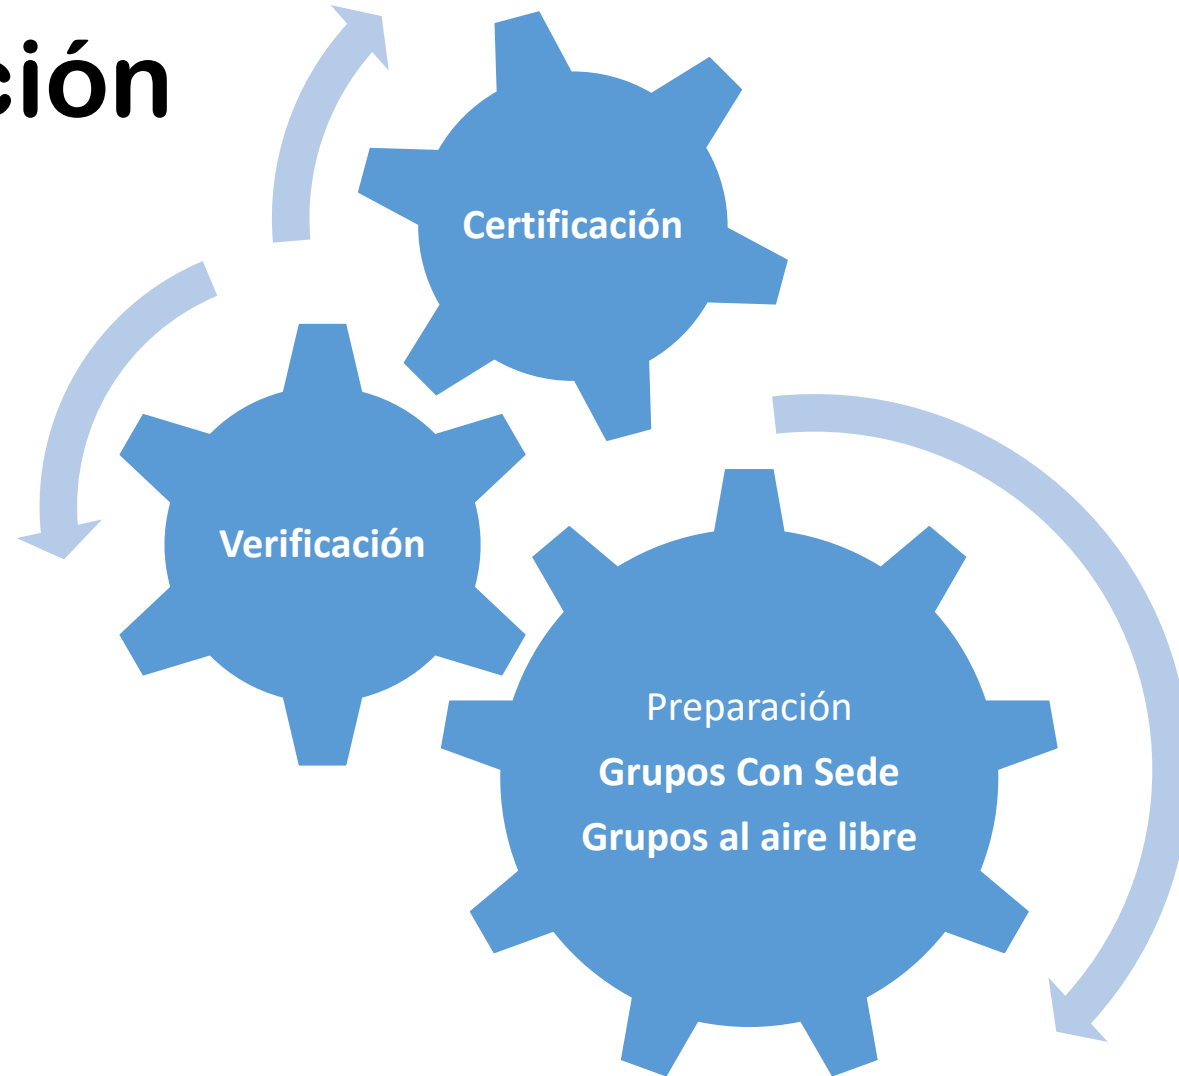 ción
Certificación
Verificación
Preparación
Grupos Con Sede
Grupos al aire libre